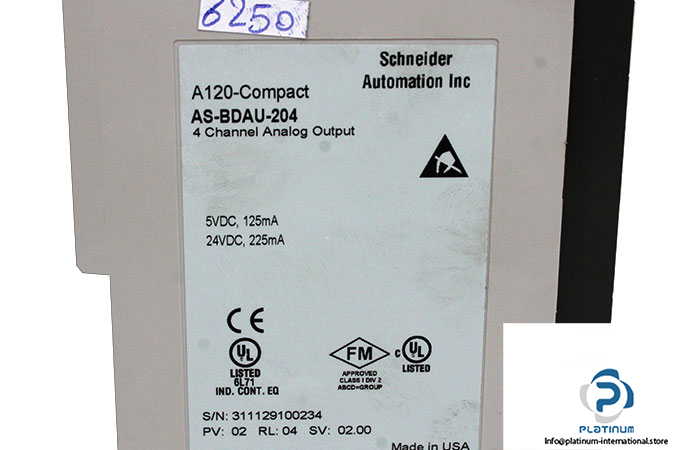 6250
Schneider
Automation Inc
A120-Compact
AS-BDAU-204
4 Channel Analog Output
5VDC, 125mA
24VDC, 225mA
CE
UL
LISTED
6L71
IND. CONT. EQ
FM
APPROVED
CLASS I DIV 2
ABCD=GROUP
c UL
LISTED
S/N: 311129100234
PV: 02 RL: 04 SV: 02.00
Made in USA
PLATINUM
info@platinum-international.store